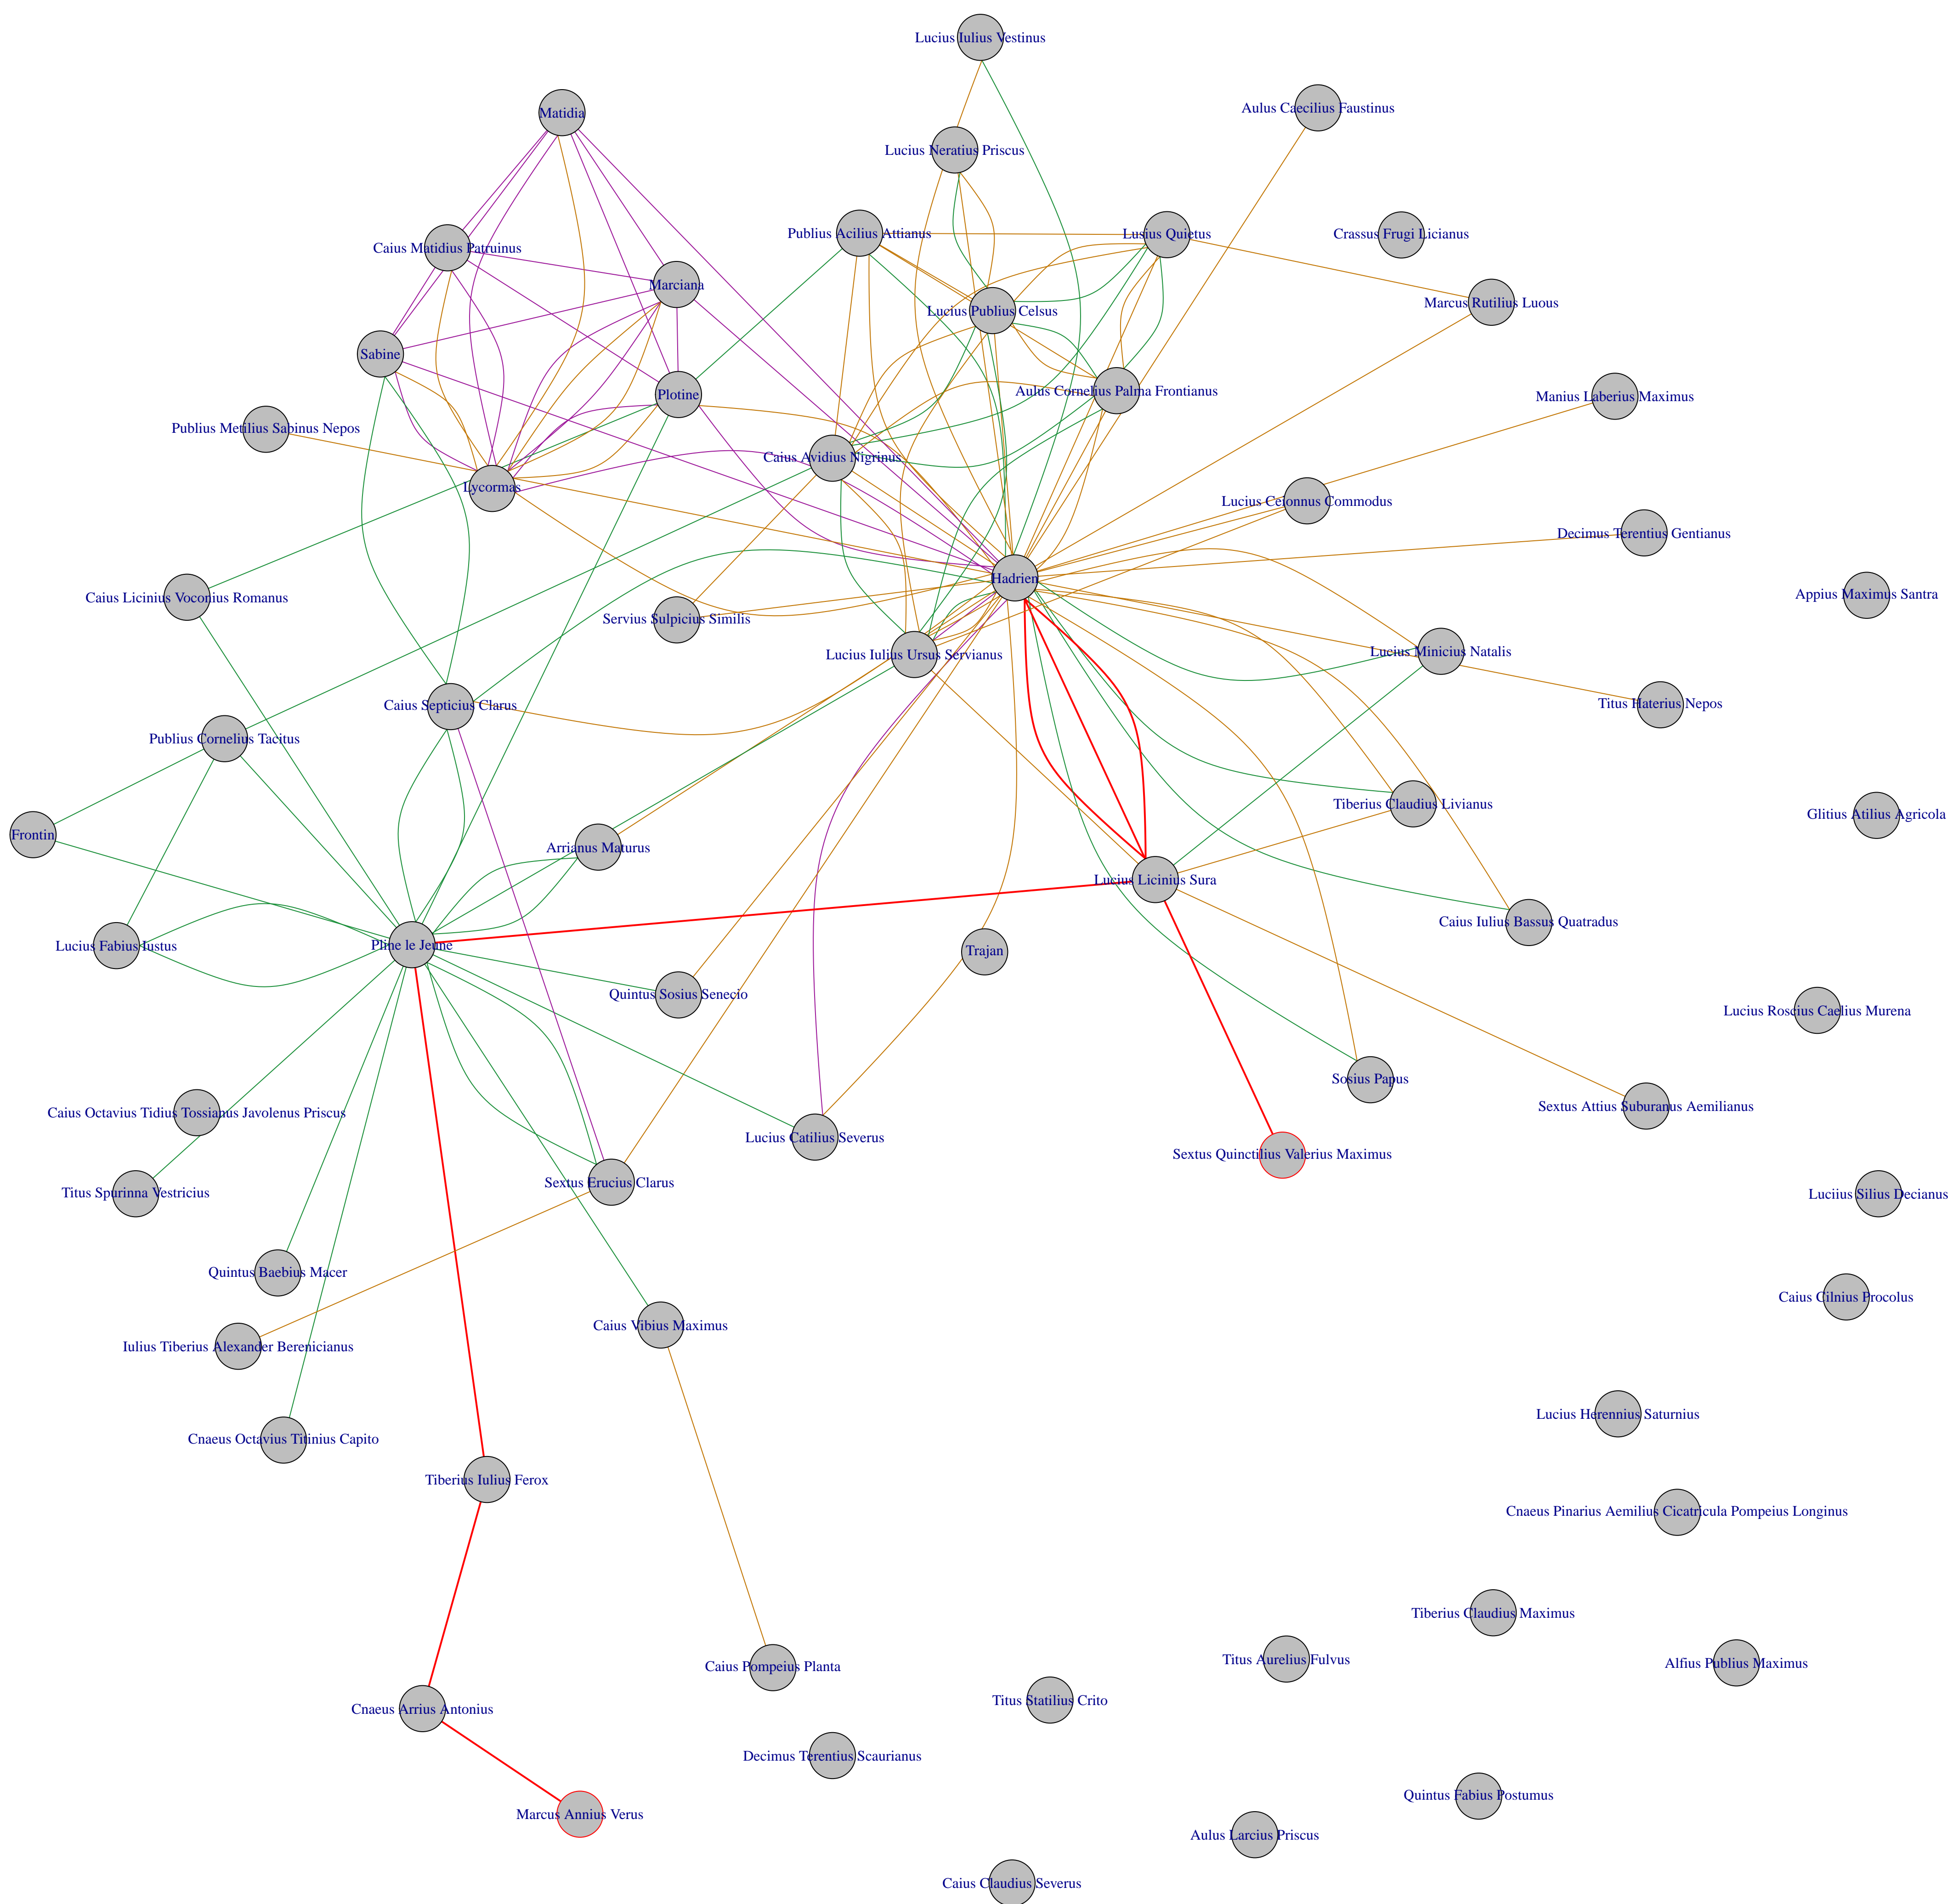 Lucius Iulius Vestinus
Aulus Caecilius Faustinus
Matidia
Lucius Neratius Priscus
Publius Acilius Attianus
Lusius Quietus
Crassus Frugi Licianus
Caius Matidius Patruinus
Marciana
Marcus Rutilius Luous
Lucius Publius Celsus
Sabine
Plotine
Aulus Cornelius Palma Frontianus
Manius Laberius Maximus
Publius Metilius Sabinus Nepos
Caius Avidius Nigrinus
Lycormas
Lucius Ceionnus Commodus
Decimus Terentius Gentianus
Hadrien
Appius Maximus Santra
Caius Licinius Voconius Romanus
Servius Sulpicius Similis
Lucius Iulius Ursus Servianus
Lucius Minicius Natalis
Caius Septicius Clarus
Titus Haterius Nepos
Publius Cornelius Tacitus
Tiberius Claudius Livianus
Glitius Atilius Agricola
Frontin
Arrianus Maturus
Lucius Licinius Sura
Caius Iulius Bassus Quatradus
Lucius Fabius Iustus
Pline le Jeune
Trajan
Quintus Sosius Senecio
Lucius Roscius Caelius Murena
Sosius Papus
Sextus Attius Suburanus Aemilianus
Caius Octavius Tidius Tossianus Javolenus Priscus
Lucius Catilius Severus
Sextus Quinctilius Valerius Maximus
Sextus Erucius Clarus
Titus Spurinna Vestricius
Luciius Silius Decianus
Quintus Baebius Macer
Caius Cilnius Procolus
Caius Vibius Maximus
Iulius Tiberius Alexander Berenicianus
Lucius Herennius Saturnius
Cnaeus Octavius Titinius Capito
Tiberius Iulius Ferox
Cnaeus Pinarius Aemilius Cicatricula Pompeius Longinus
Tiberius Claudius Maximus
Titus Aurelius Fulvus
Alfius Publius Maximus
Caius Pompeius Planta
Titus Statilius Crito
Cnaeus Arrius Antonius
Decimus Terentius Scaurianus
Quintus Fabius Postumus
Marcus Annius Verus
Aulus Larcius Priscus
Caius Claudius Severus